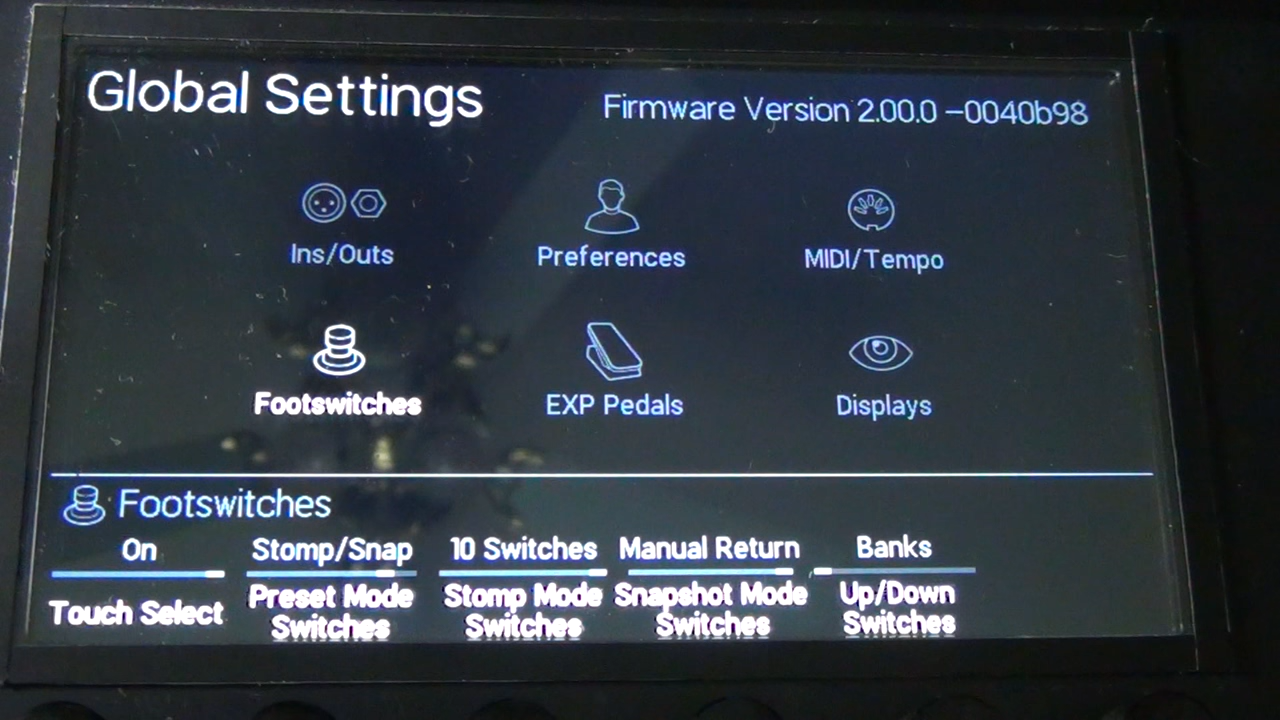 Global Settings
Firmware Version 2.00.0 -0040b98
Ins/Outs
Preferences
MIDI/Tempo
Footswitches
EXP Pedals
Displays
Footswitches
On
Stomp/Snap
10 Switches
Manual Return
Banks
Touch Select
Preset Mode
Switches
Stomp Mode
Switches
Snapshot Mode
Switches
Up/Down
Switches